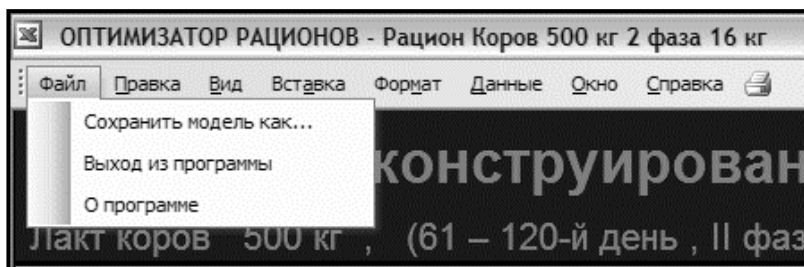 ОПТИМИЗАТОР РАЦИОНОВ - Рацион Коров 500 кг 2 фаза 16 кг
Файл Правка Вид Вставка Формат Данные Окно Справка
Сохранить модель как...
Выход из программы
О программе
конструирован
Лакт коров 500 кг , (61 – 120-й день , II фаз